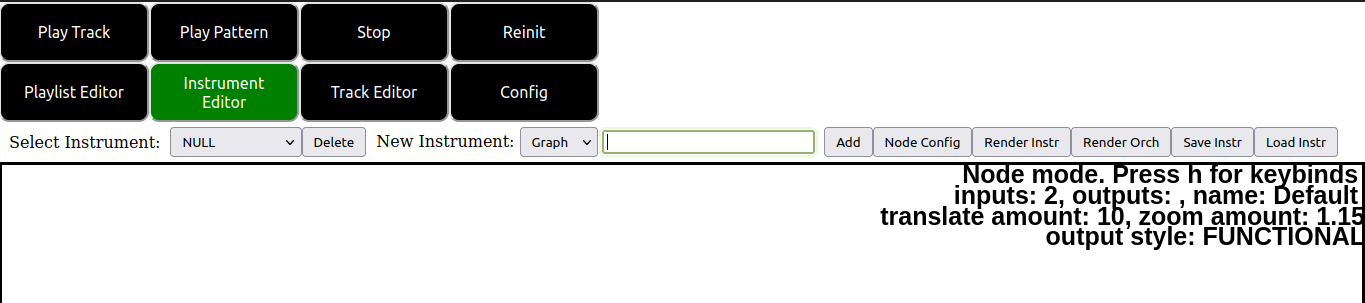 Play Track Play Pattern Stop Reinit
Playlist Editor Instrument Editor Track Editor Config
Select Instrument: NULL Delete New Instrument: Graph Add Node Config Render Instr Render Orch Save Instr Load Instr
Node mode. Press h for keybinds
inputs: 2, outputs: , name: Default
translate amount: 10, zoom amount: 1.15
output style: FUNCTIONAL